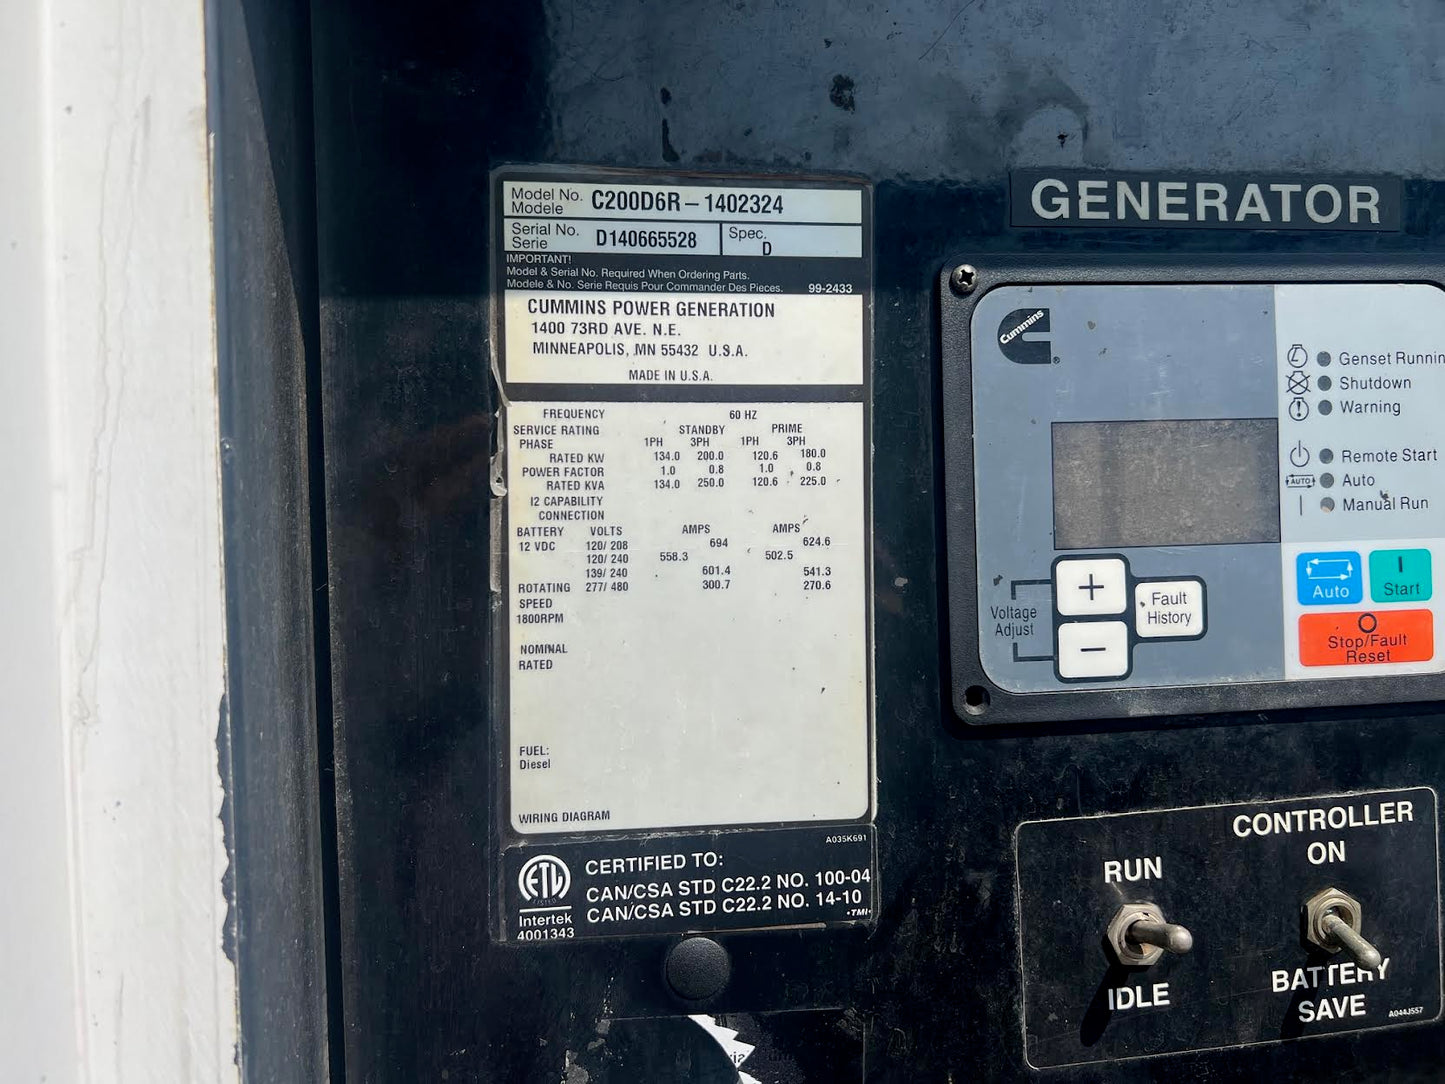 Model No. C200D6R – 1402324
Modele
Serial No. D140665528
Serie
Spec.
D
IMPORTANT!
Model & Serial No. Required When Ordering Parts.
Modele & No. Serie Requis Pour Commander Des Pieces. 99-2433
CUMMINS POWER GENERATION
1400 73RD AVE. N.E.
MINNEAPOLIS, MN 55432 U.S.A.
MADE IN U.S.A.
FREQUENCY 60 HZ
SERVICE RATING STANDBY PRIME
PHASE 1PH 3PH 1PH 3PH
RATED KW 134.0 200.0 120.6 180.0
POWER FACTOR 1.0 0.8 1.0 0.8
RATED KVA 134.0 250.0 120.6 225.0
I2 CAPABILITY
CONNECTION
BATTERY VOLTS AMPS AMPS
12 VDC 120/ 208 694 624.6
120/ 240 558.3 502.5
139/ 240 601.4 541.3
ROTATING 277/ 480 300.7 270.6
SPEED
1800RPM
NOMINAL
RATED
FUEL:
Diesel
WIRING DIAGRAM
A035K691
ETL
LISTED
Intertek
4001343
CERTIFIED TO:
CAN/CSA STD C22.2 NO. 100-04
CAN/CSA STD C22.2 NO. 14-10
•TMI•
GENERATOR
Cummins
Genset Runnin
Shutdown
Warning
Remote Start
AUTO Auto
Manual Run
Voltage
Adjust
+
−
Fault
History
Auto
Start
Stop/Fault
Reset
RUN
IDLE
CONTROLLER
ON
BATTERY
SAVE
A044J557